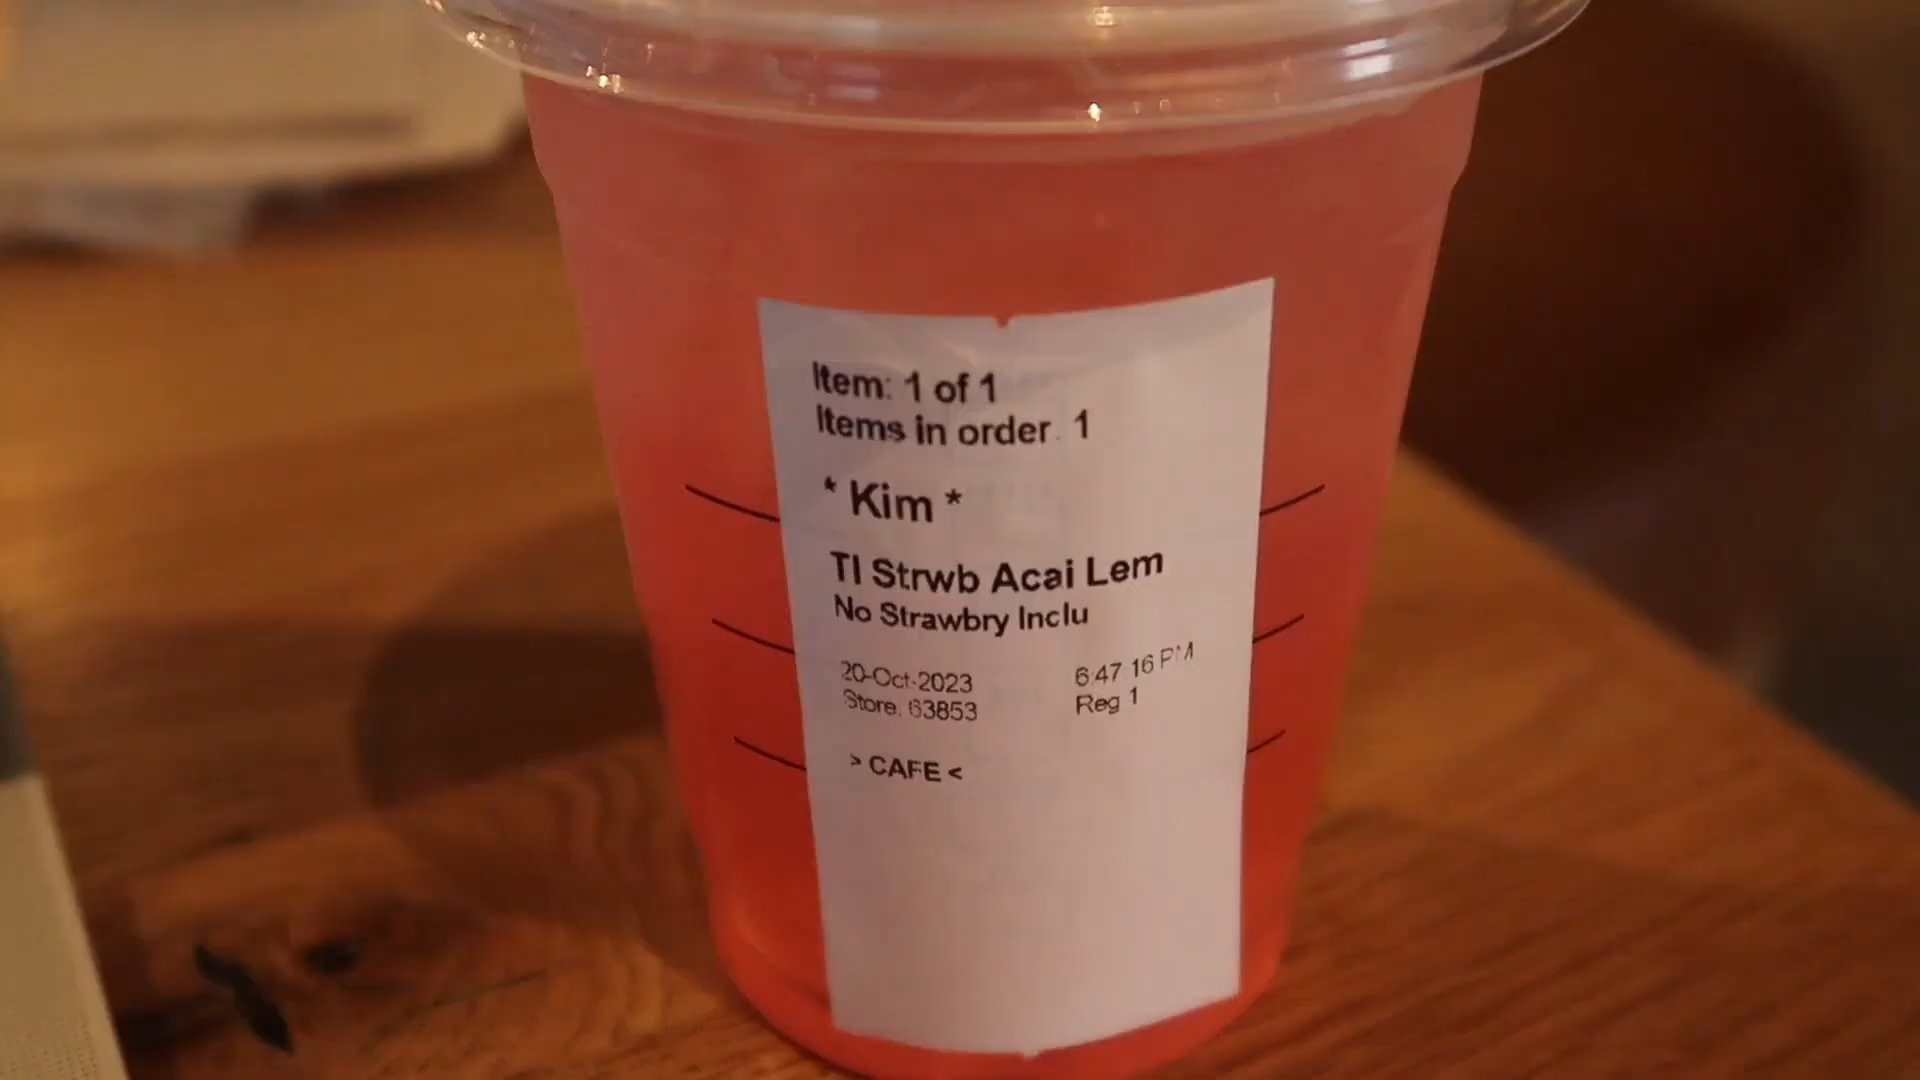 Item: 1 of 1
Items in order: 1
* Kim *
Tl Strwb Acai Lem
No Strawbry Inclu
20-Oct-2023 6:47:16 PM
Store: 63853 Reg 1
> CAFE <